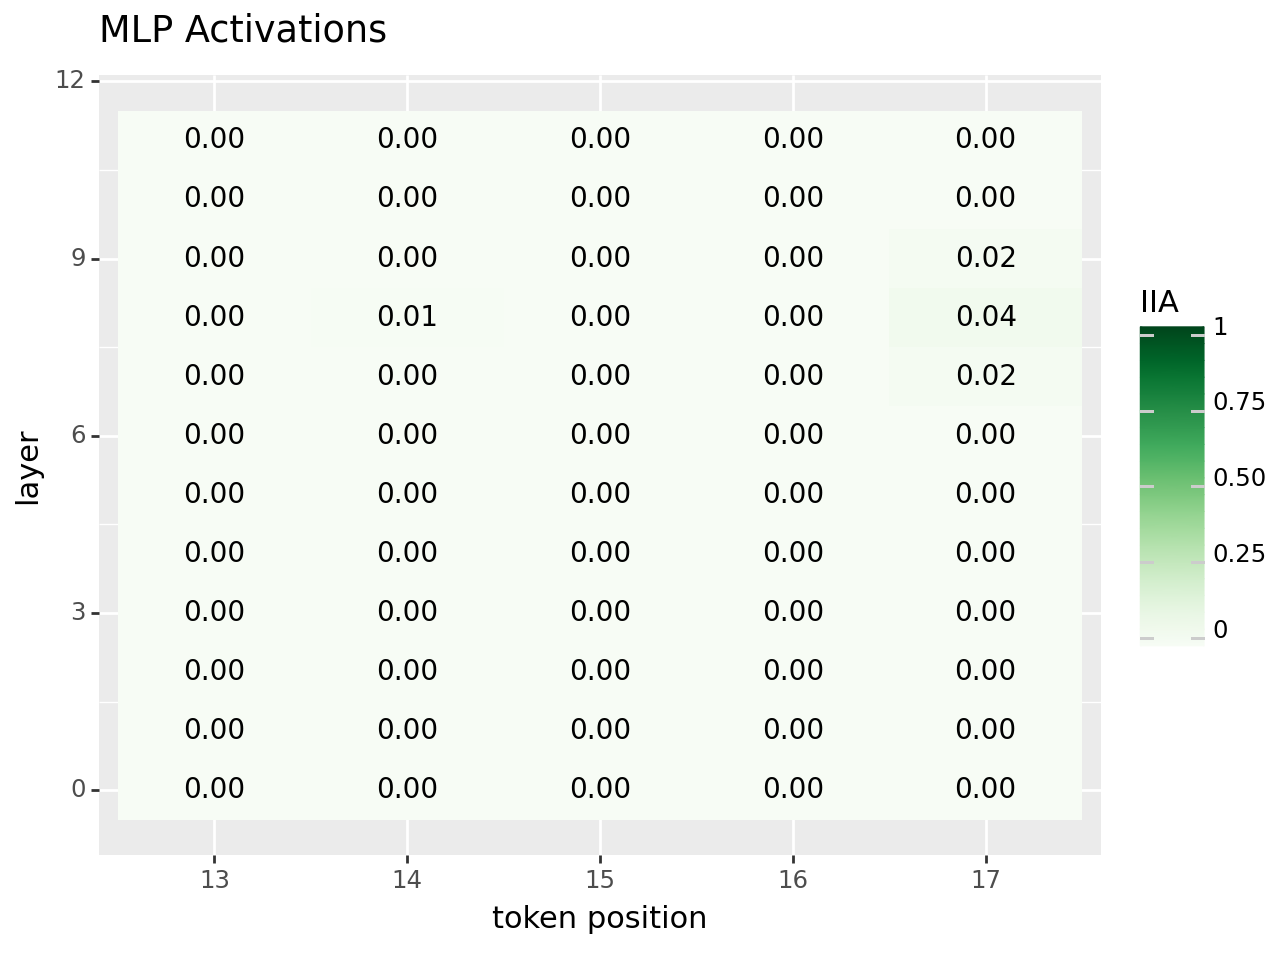 MLP Activations
12
0.00 0.00 0.00 0.00 0.00
0.00 0.00 0.00 0.00 0.00
9 0.00 0.00 0.00 0.00 0.02
0.00 0.01 0.00 0.00 0.04
0.00 0.00 0.00 0.00 0.02
6 0.00 0.00 0.00 0.00 0.00
0.00 0.00 0.00 0.00 0.00
0.00 0.00 0.00 0.00 0.00
3 0.00 0.00 0.00 0.00 0.00
0.00 0.00 0.00 0.00 0.00
0.00 0.00 0.00 0.00 0.00
0 0.00 0.00 0.00 0.00 0.00
13 14 15 16 17
token position
layer
IIA
1
0.75
0.50
0.25
0